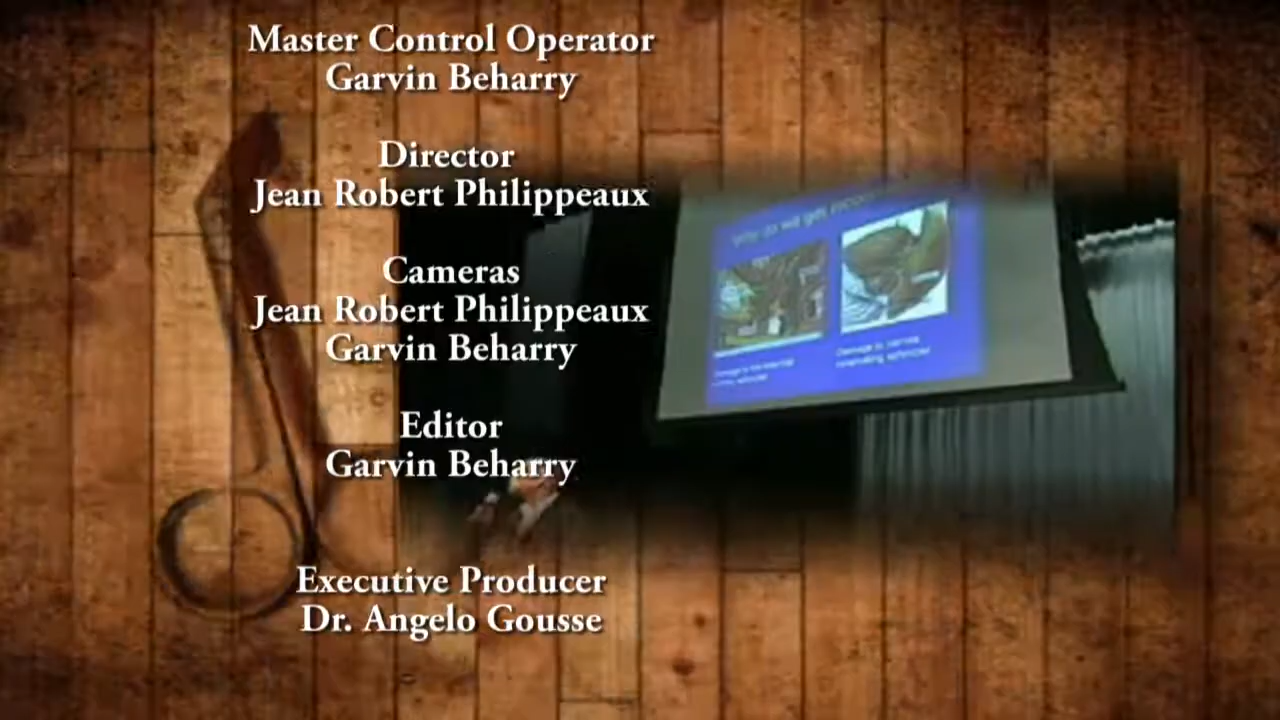 Master Control Operator
Garvin Beharry
Director
Jean Robert Philippeaux
Cameras
Jean Robert Philippeaux
Garvin Beharry
Editor
Garvin Beharry
Executive Producer
Dr. Angelo Gousse